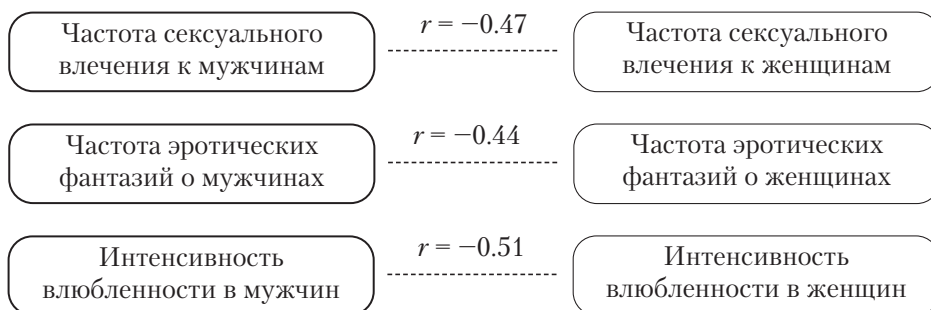 Частота сексуального
влечения к мужчинам
r = −0.47
Частота сексуального
влечения к женщинам
Частота эротических
фантазий о мужчинах
r = −0.44
Частота эротических
фантазий о женщинах
Интенсивность
влюбленности в мужчин
r = −0.51
Интенсивность
влюбленности в женщин